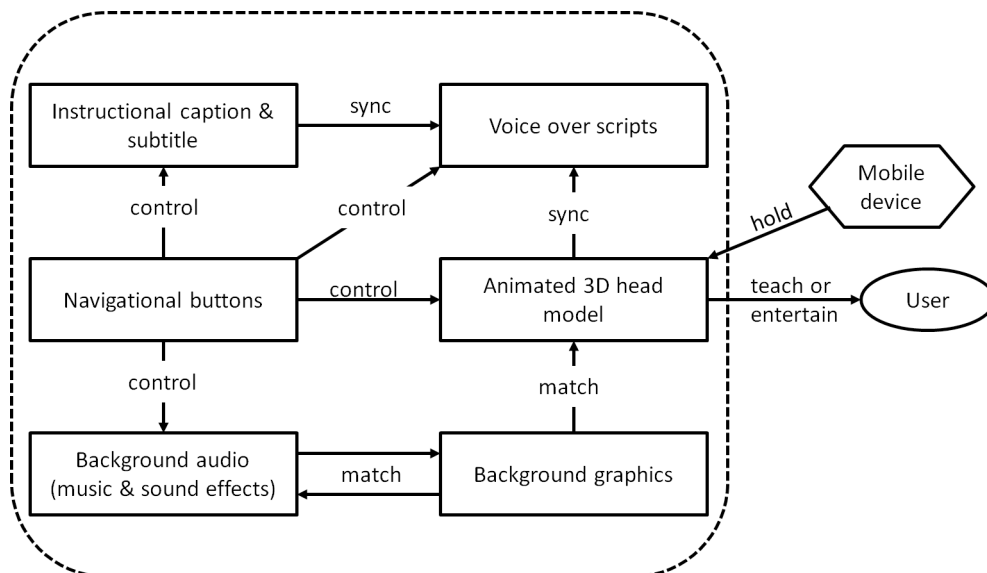 Instructional caption &
subtitle
sync
Voice over scripts
Mobile
device
control
control
sync
hold
Navigational buttons
control
Animated 3D head
model
teach or
entertain
User
control
match
Background audio
(music & sound effects)
match
Background graphics